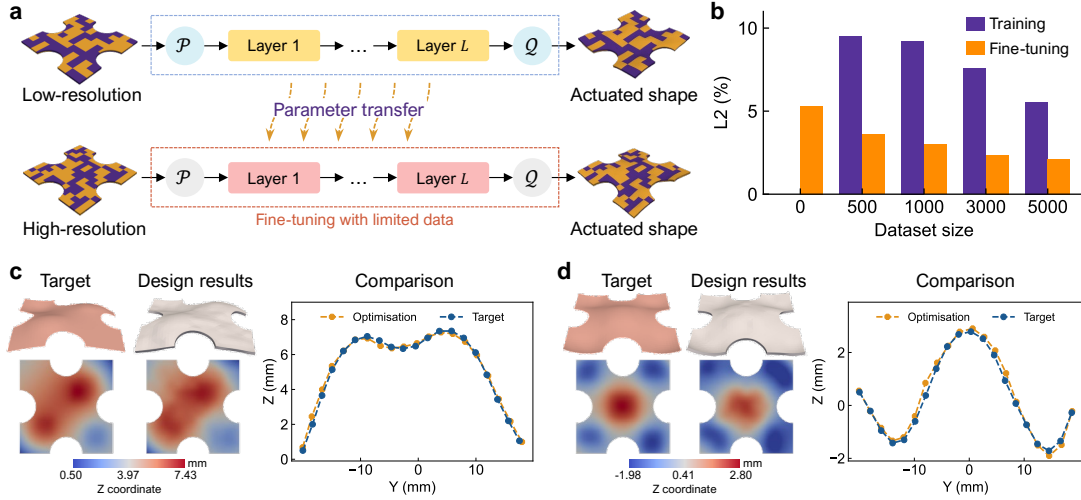 a
𝒫
Layer 1
...
Layer L
𝒬
Low-resolution
Actuated shape
Parameter transfer
𝒫
Layer 1
...
Layer L
𝒬
Fine-tuning with limited data
High-resolution
Actuated shape
b
Training
Fine-tuning
10
5
0
L2 (%)
0 500 1000 3000 5000
Dataset size
c
Target
Design results
Comparison
Optimisation
Target
8
6
4
2
0
Z (mm)
−10 0 10
Y (mm)
mm
0.50 3.97 7.43
Z coordinate
d
Target
Design results
Comparison
Optimisation
Target
2
0
−2
Z (mm)
−10 0 10
Y (mm)
mm
-1.98 0.41 2.80
Z coordinate